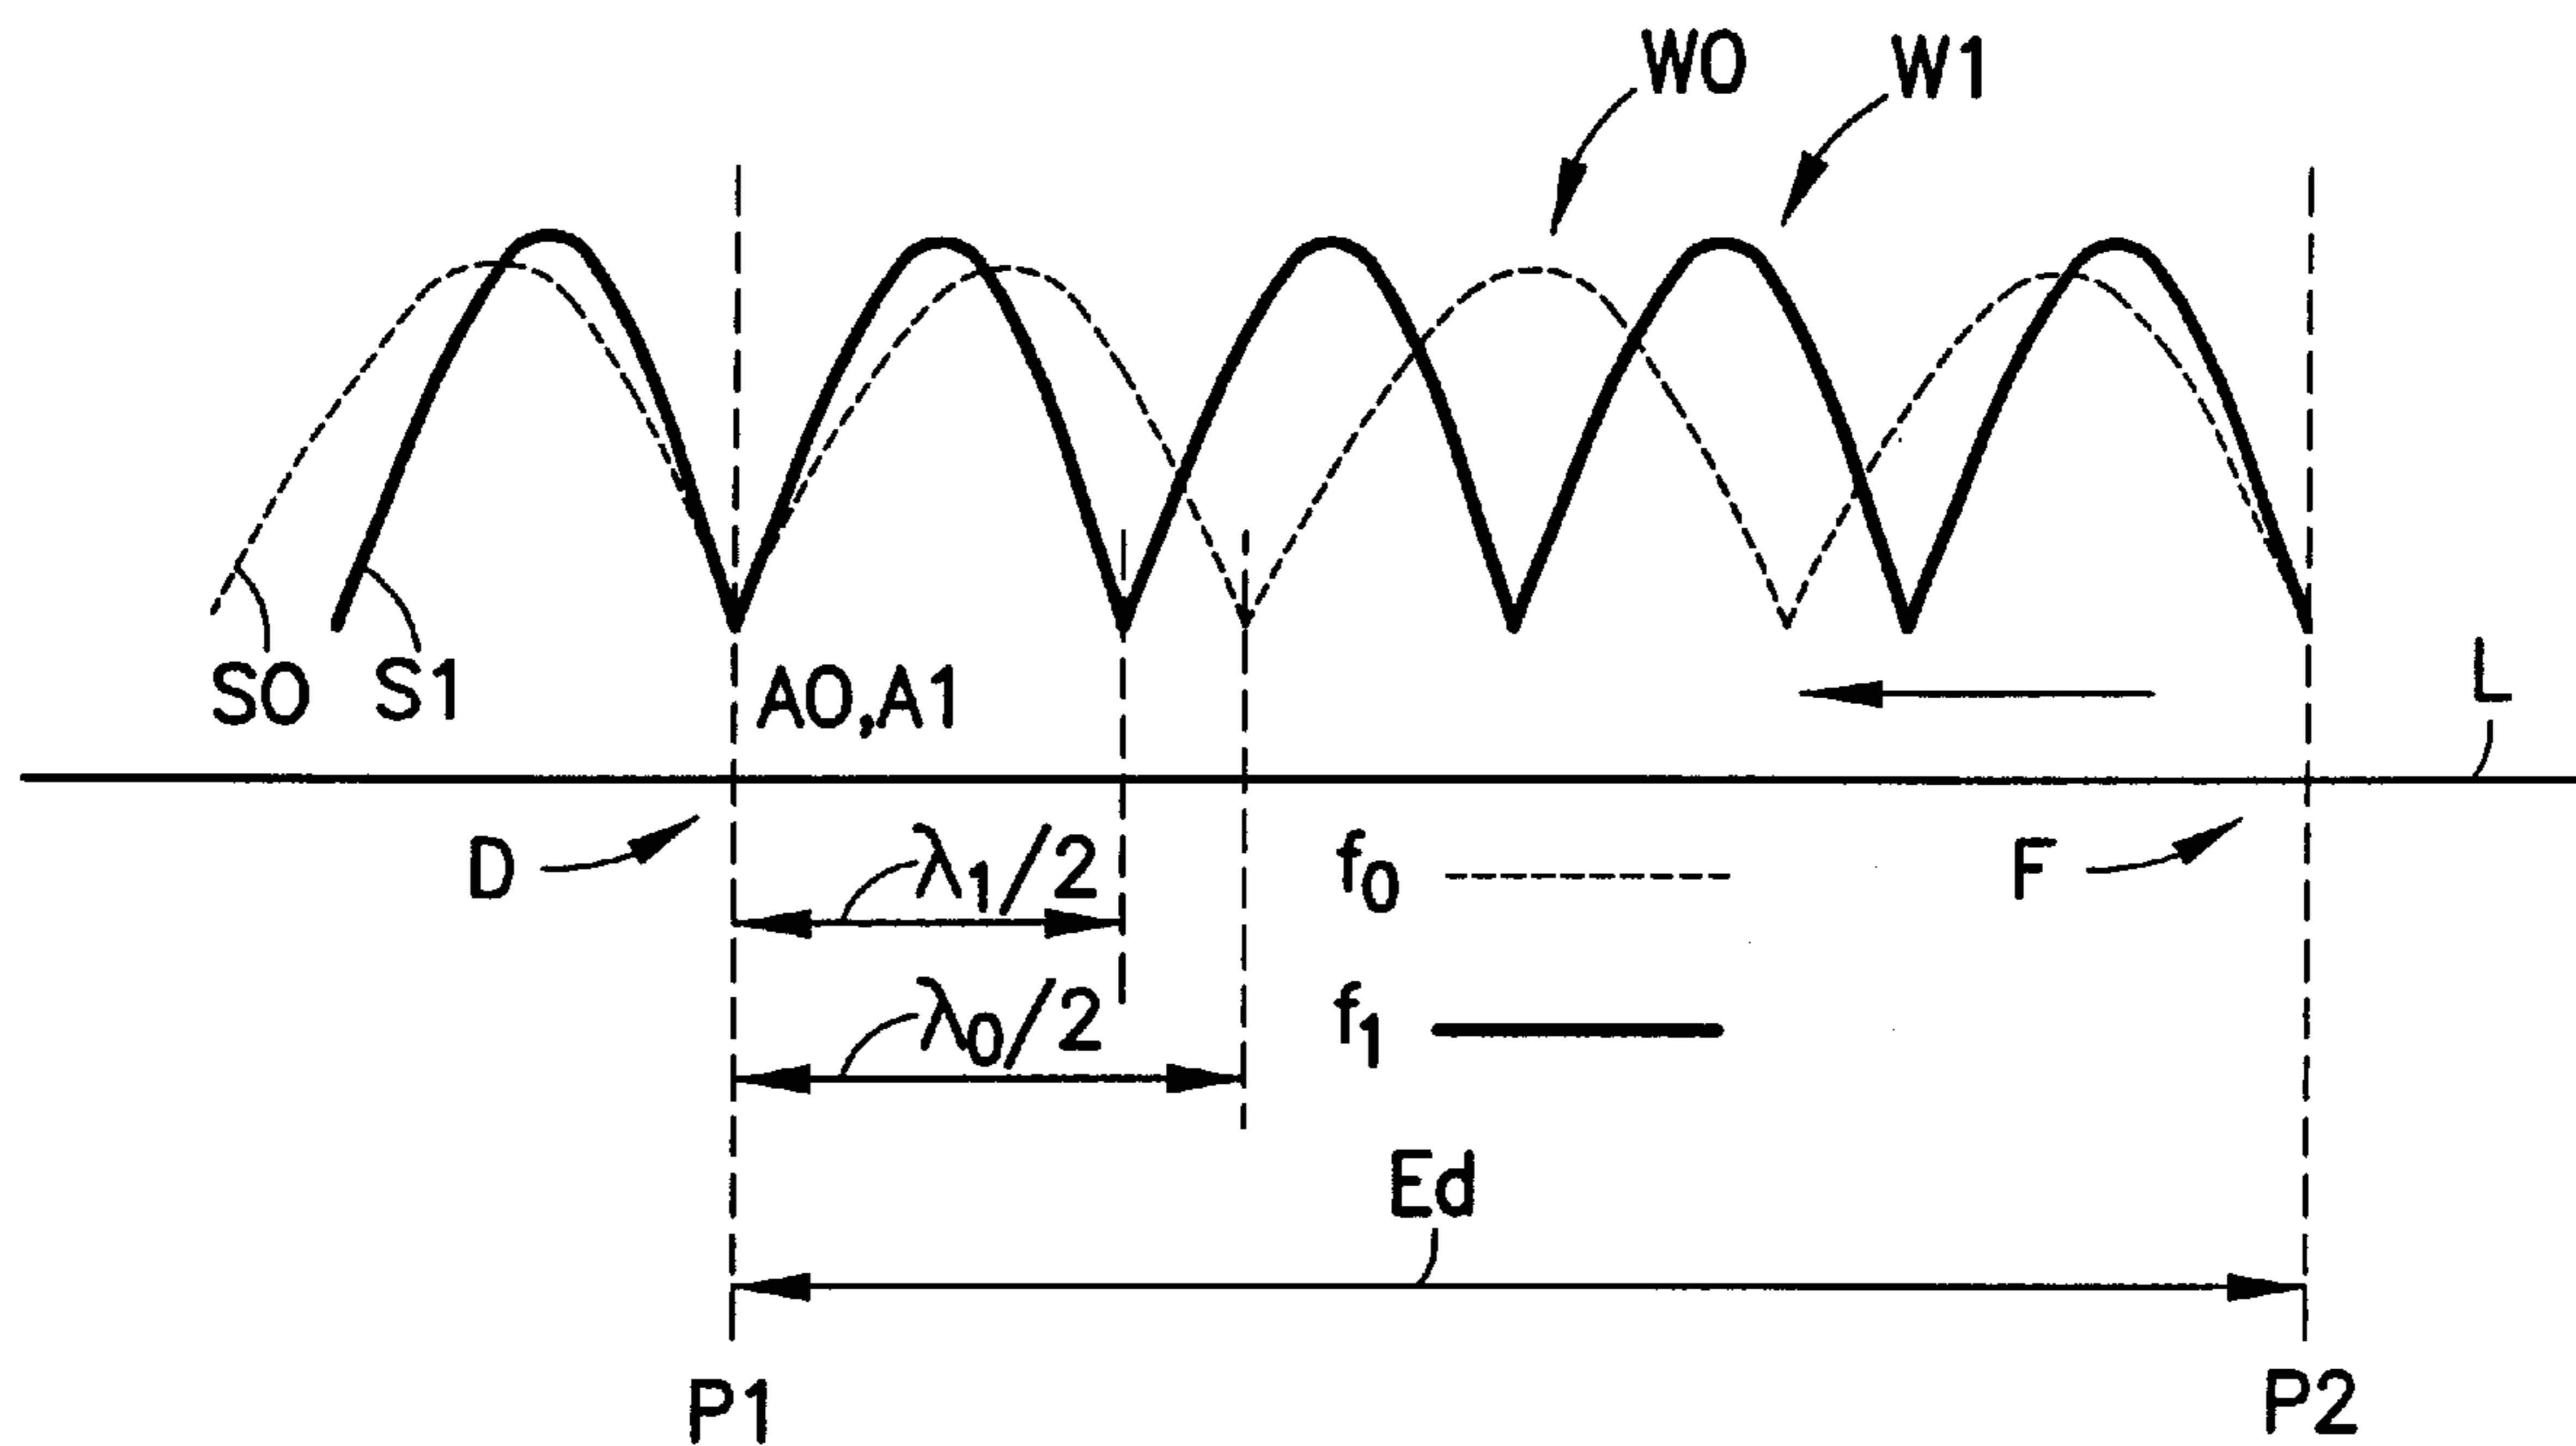 W0 W1
S0 S1 A0,A1 L
D λ₁/2 f₀ F
λ₀/2 f₁
Ed
P1 P2